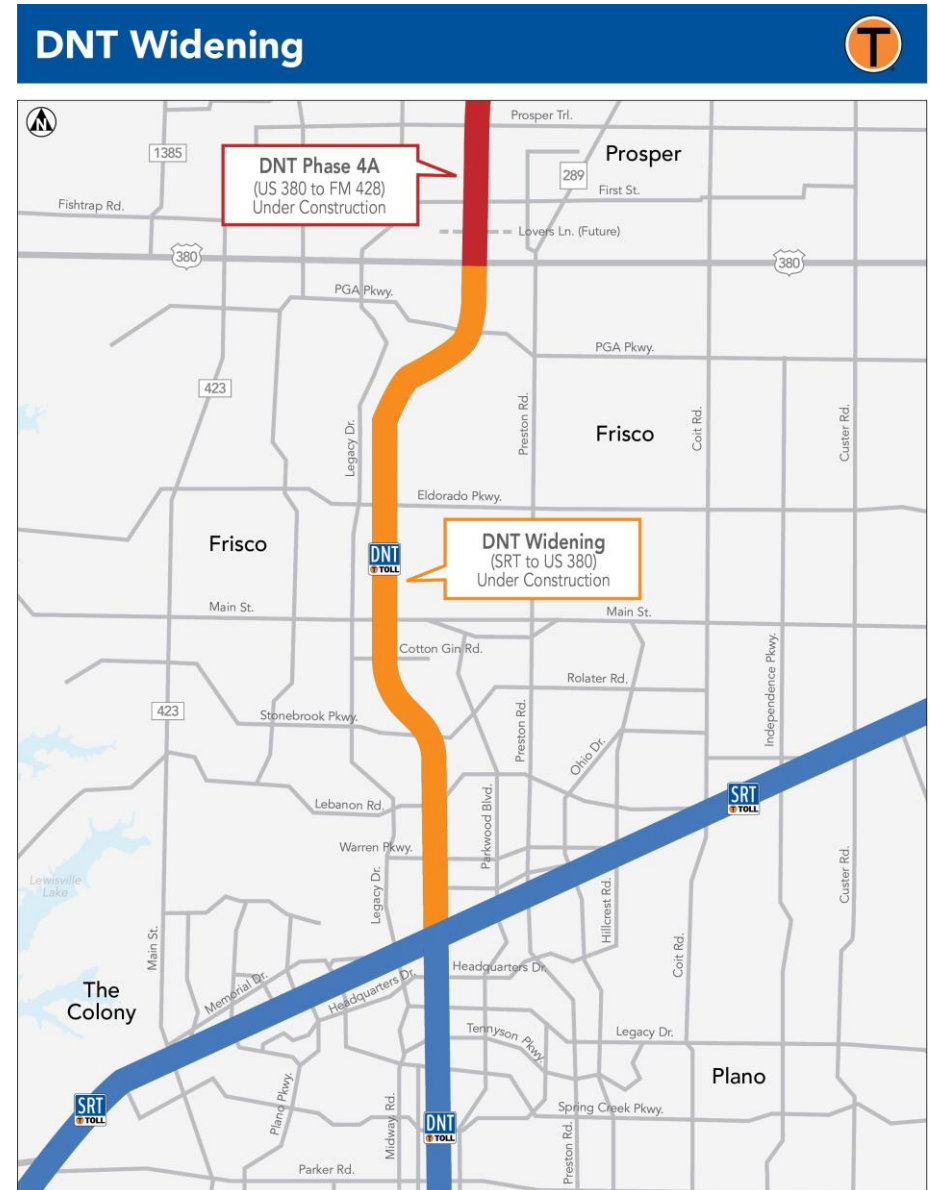 DNT Widening
T
N
Prosper Trl.
1385
Prosper
DNT Phase 4A
(US 380 to FM 428)
Under Construction
289
First St.
Fishtrap Rd.
Lovers Ln. (Future)
380
380
PGA Pkwy.
PGA Pkwy.
423
Preston Rd.
Coit Rd.
Custer Rd.
Legacy Dr.
Frisco
Eldorado Pkwy.
Frisco
DNT
TOLL
DNT Widening
(SRT to US 380)
Under Construction
Main St.
Main St.
Cotton Gin Rd.
Independence Pkwy.
Rolater Rd.
423
Stonebrook Pkwy.
Preston Rd.
Ohio Dr.
SRT
TOLL
Lebanon Rd.
Parkwood Blvd.
Warren Pkwy.
Lewisville
Lake
Legacy Dr.
Hillcrest Rd.
Custer Rd.
Main St.
Coit Rd.
Headquarters Dr.
Memorial Dr.
Headquarters Dr.
The
Colony
Tennyson Pkwy.
Legacy Dr.
Plano
SRT
TOLL
Plano Pkwy.
Midway Rd.
DNT
TOLL
Spring Creek Pkwy.
Preston Rd.
Parker Rd.